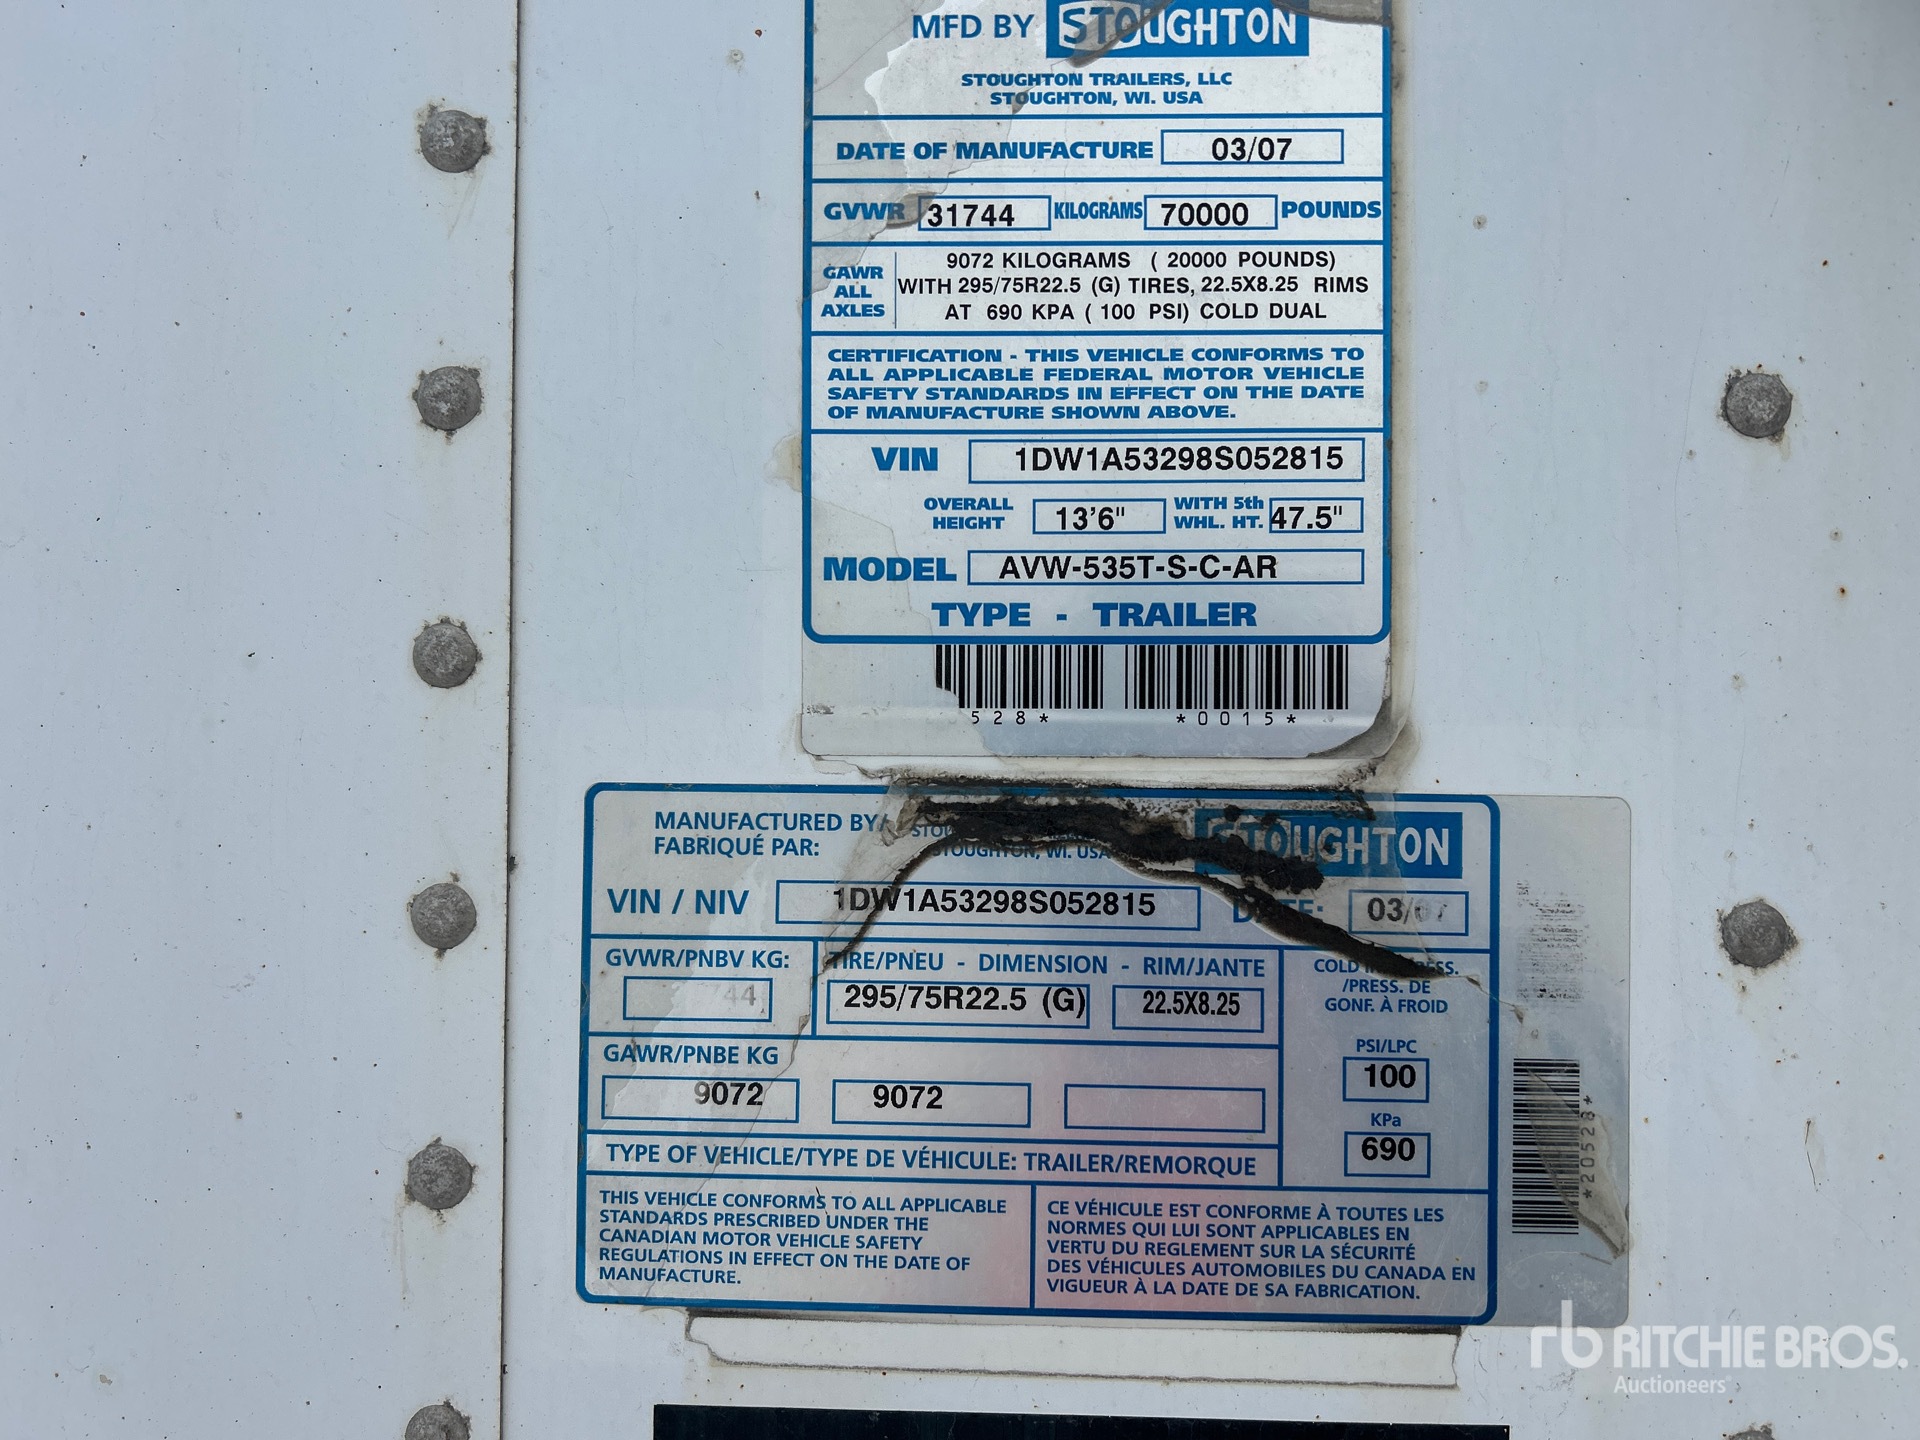 MFD BY STOUGHTON
STOUGHTON TRAILERS, LLC
STOUGHTON, WI. USA
DATE OF MANUFACTURE 03/07
GVWR 31744 KILOGRAMS 70000 POUNDS
GAWR ALL AXLES
9072 KILOGRAMS ( 20000 POUNDS)
WITH 295/75R22.5 (G) TIRES, 22.5X8.25 RIMS
AT 690 KPA ( 100 PSI) COLD DUAL
CERTIFICATION - THIS VEHICLE CONFORMS TO
ALL APPLICABLE FEDERAL MOTOR VEHICLE
SAFETY STANDARDS IN EFFECT ON THE DATE
OF MANUFACTURE SHOWN ABOVE.
VIN 1DW1A53298S052815
OVERALL HEIGHT 13'6" WITH 5th WHL. HT. 47.5"
MODEL AVW-535T-S-C-AR
TYPE - TRAILER
528* *0015*
MANUFACTURED BY/
FABRIQUÉ PAR:
STOUGHTON, WI. USA
STOUGHTON
VIN / NIV 1DW1A53298S052815 DATE: 03/07
GVWR/PNBV KG: 44
TIRE/PNEU - DIMENSION - RIM/JANTE
295/75R22.5 (G) 22.5X8.25
COLD PRESS.
/PRESS. DE
GONF. À FROID
PSI/LPC
100
KPa
690
GAWR/PNBE KG
9072 9072
TYPE OF VEHICLE/TYPE DE VÉHICULE: TRAILER/REMORQUE
THIS VEHICLE CONFORMS TO ALL APPLICABLE
STANDARDS PRESCRIBED UNDER THE
CANADIAN MOTOR VEHICLE SAFETY
REGULATIONS IN EFFECT ON THE DATE OF
MANUFACTURE.
CE VÉHICULE EST CONFORME À TOUTES LES
NORMES QUI LUI SONT APPLICABLES EN
VERTU DU REGLEMENT SUR LA SÉCURITÉ
DES VÉHICULES AUTOMOBILES DU CANADA EN
VIGUEUR À LA DATE DE SA FABRICATION.
*20528*
rb RITCHIE BROS.
Auctioneers